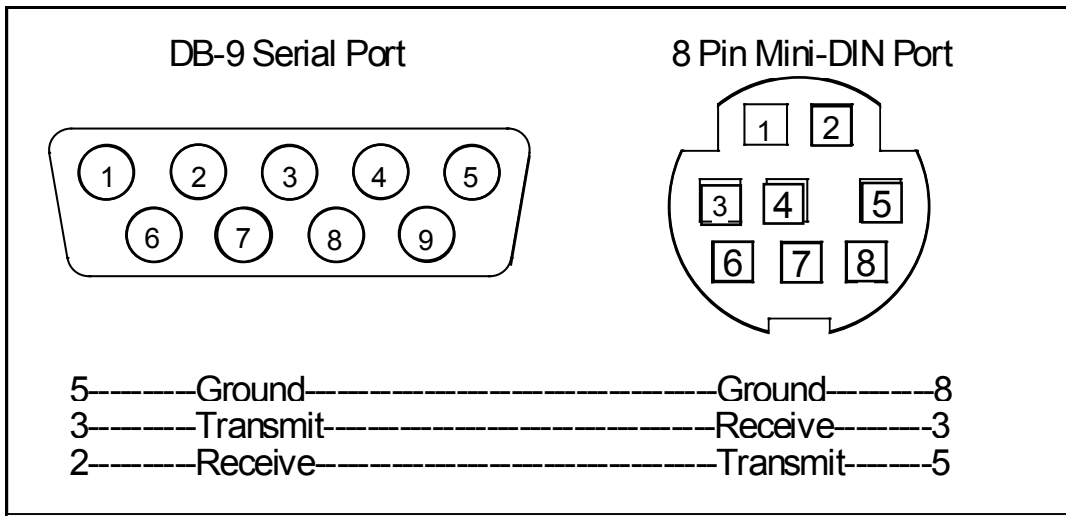 DB-9 Serial Port 8 Pin Mini-DIN Port
1 2
1 2 3 4 5
3 4 5
6 7 8 9
6 7 8
5----------Ground-----------------------------------Ground---------8
3---------Transmit---------------------------------Receive---------3
2---------Receive----------------------------------Transmit--------5